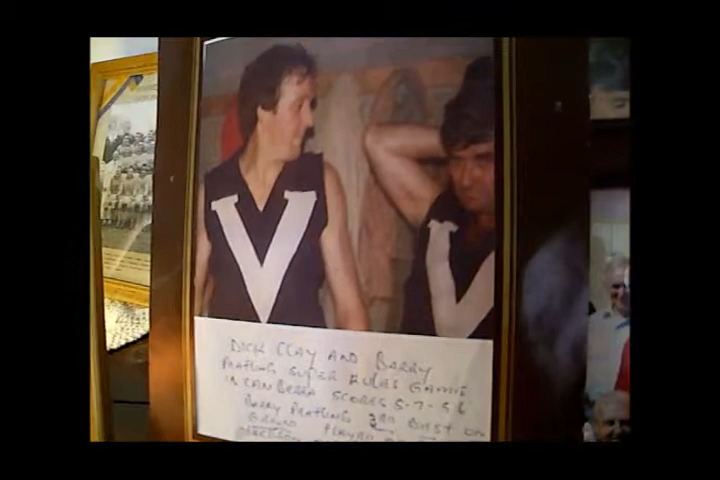 DICK CLAY AND BARRY
PRATLING SUPER RULES GAME
IN CANBERRA SCORES 5-7-56
BARRY PRATLING 3RD BEST ON
GROUND PLAYED